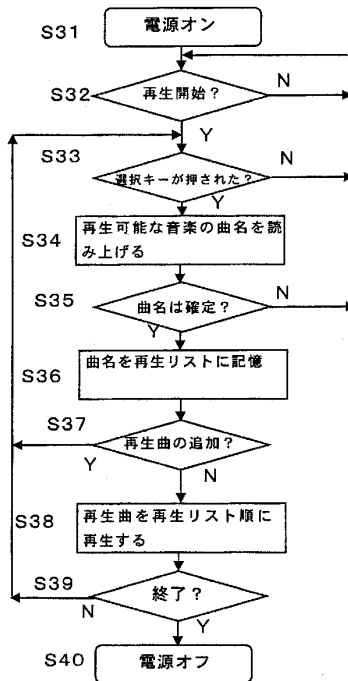 S31
電源オン
S32
再生開始？
N
Y
S33
選択キーが押された？
N
Y
S34
再生可能な音楽の曲名を読
み上げる
S35
曲名は確定？
N
Y
S36
曲名を再生リストに記憶
S37
再生曲の追加？
Y
N
S38
再生曲を再生リスト順に
再生する
S39
終了？
N
Y
S40
電源オフ